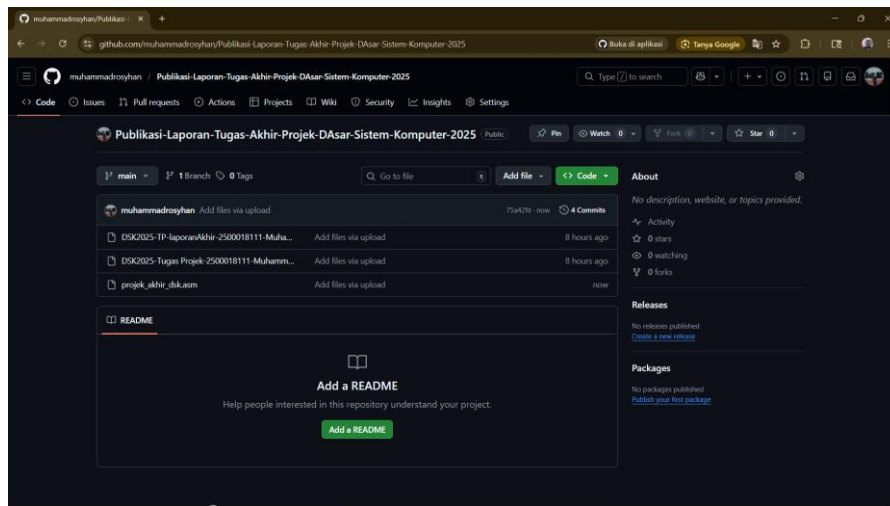 muhammadrosyhan/Publikasi-
github.com/muhammadrosyhan/Publikasi-Laporan-Tugas-Akhir-Projek-DAsar-Sistem-Komputer-2025
Buka di aplikasi
Tanya Google
muhammadrosyhan / Publikasi-Laporan-Tugas-Akhir-Projek-DAsar-Sistem-Komputer-2025
Type / to search
Code Issues Pull requests Actions Projects Wiki Security Insights Settings
Publikasi-Laporan-Tugas-Akhir-Projek-DAsar-Sistem-Komputer-2025 Public
Pin Watch 0 Fork 0 Star 0
main 1 Branch 0 Tags Go to file t Add file Code
muhammadrosyhan Add files via upload now 4 Commits
DSK2025-TP-laporanAkhir-2500018111-Muha... Add files via upload 8 hours ago
DSK2025-Tugas Projek-2500018111-Muhamm... Add files via upload 8 hours ago
projek_akhir_dsk.asm Add files via upload now
README
Add a README
Help people interested in this repository understand your project.
Add a README
About
No description, website, or topics provided.
Activity
0 stars
0 watching
0 forks
Releases
No releases published
Create a new release
Packages
No packages published
Publish your first package